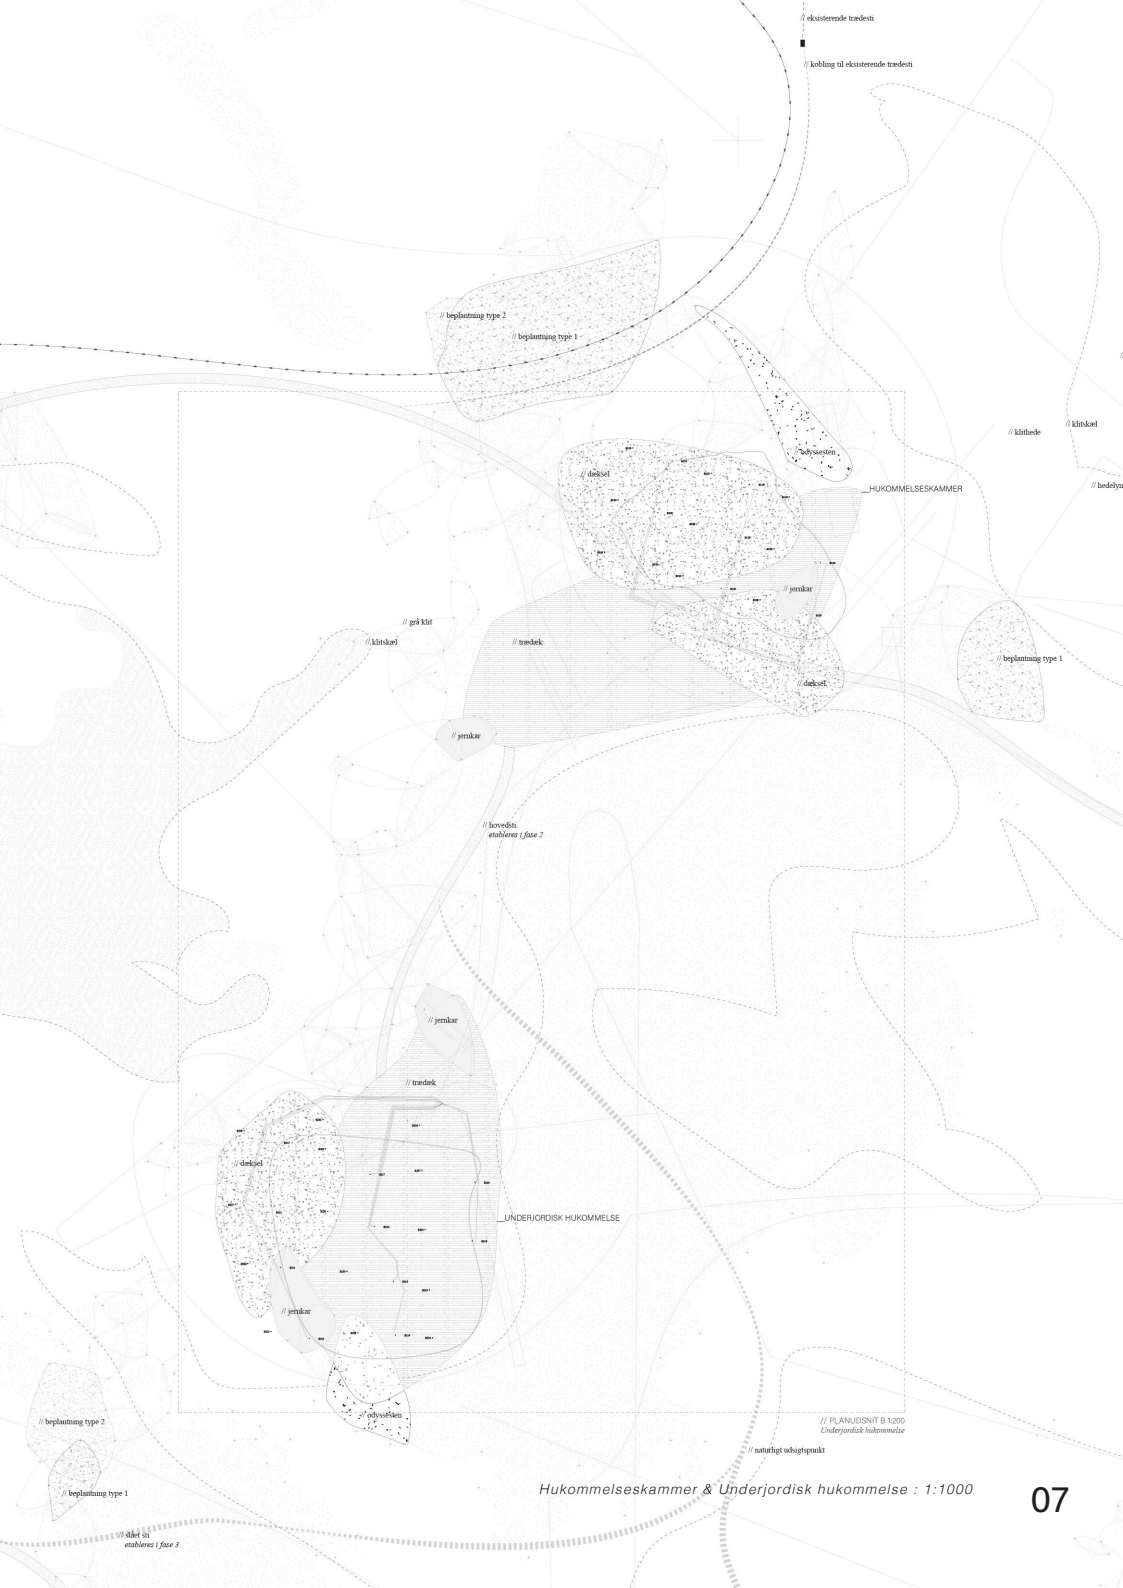 // eksisterende trædesti
// kobling til eksisterende trædesti
// beplantning type 2
// beplantning type 1
// klithede
// klitskæl
// odyssesten
// dæksel
__HUKOMMELSESKAMMER
// hedelyn
// jernkar
// grå klit
// klitskæl
// trædæk
// beplantning type 1
// dæksel
// jernkar
// hovedsti
etableres i fase 2
// jernkar
// trædæk
// dæksel
__UNDERJORDISK HUKOMMELSE
// jernkar
// odyssesten
// beplantning type 2
// PLANUDSNIT B 1:200
Underjordisk hukommelse
// naturligt udsigtspunkt
// beplantning type 1
Hukommelseskammer & Underjordisk hukommelse : 1:1000
07
// slået sti
etableres i fase 3